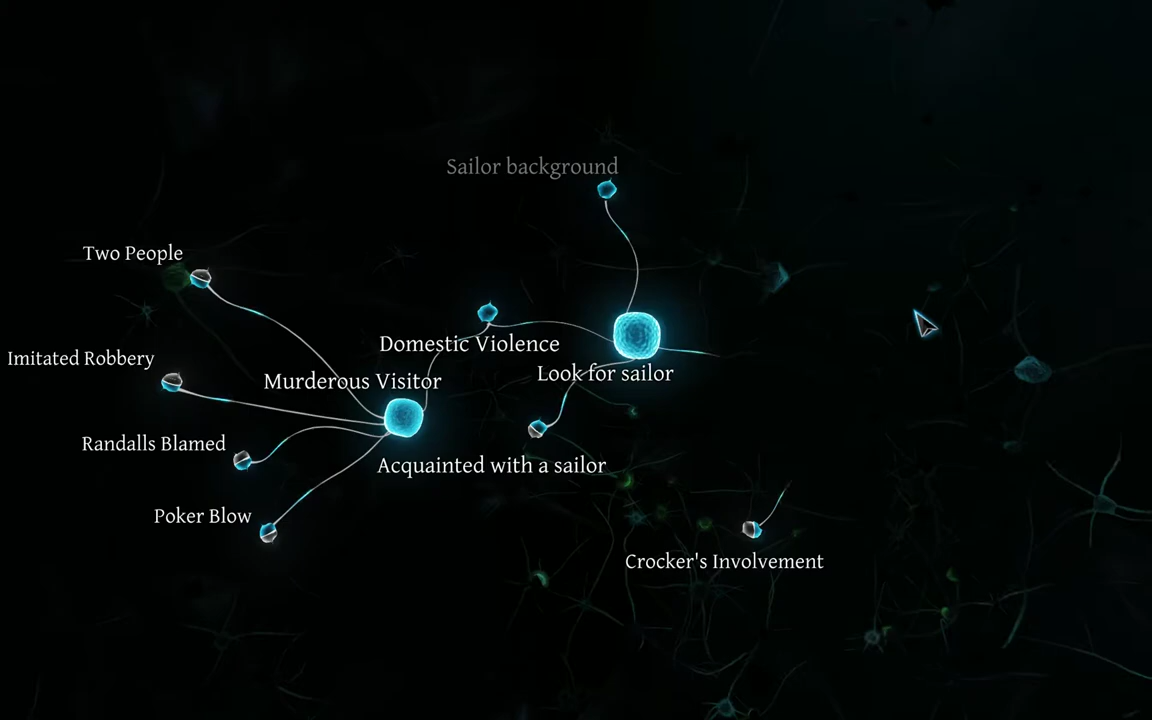 Sailor background
Two People
Domestic Violence
Imitated Robbery
Look for sailor
Murderous Visitor
Randalls Blamed
Acquainted with a sailor
Poker Blow
Crocker's Involvement